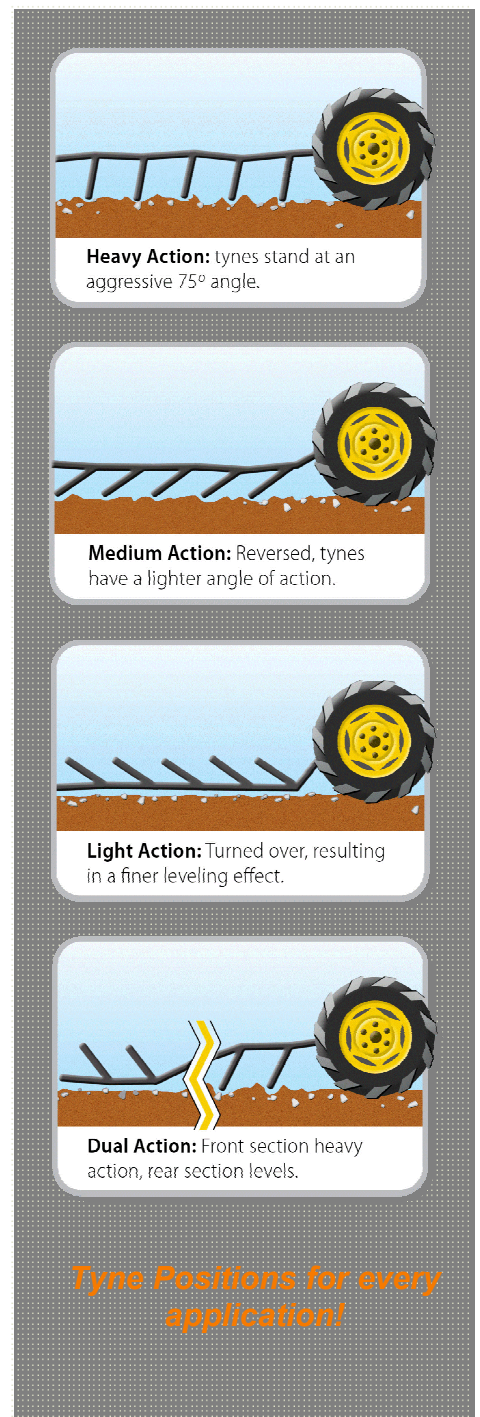 Heavy Action: tynes stand at an
aggressive 75º angle.
Medium Action: Reversed, tynes
have a lighter angle of action.
Light Action: Turned over, resulting
in a finer leveling effect.
Dual Action: Front section heavy
action, rear section levels.
Tyne Positions for every
application!